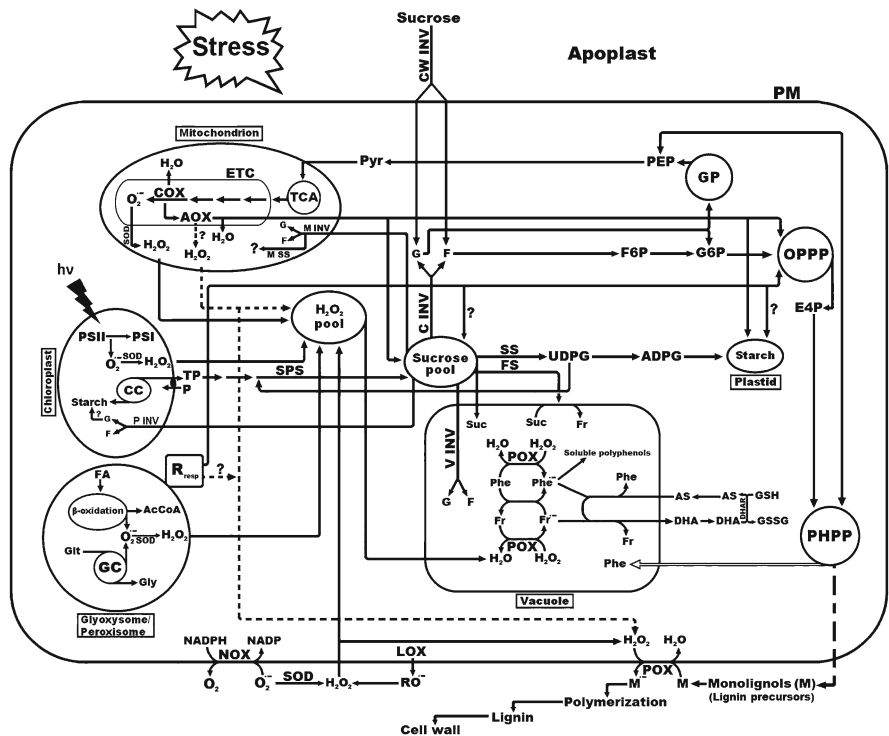 Sucrose
Stress
Apoplast
CW INV
PM
Mitochondrion
H₂O
ETC
Pyr
PEP
GP
O₂·⁻
COX
TCA
AOX
SOD
H₂O₂
?
H₂O
H₂O₂
G
F
M INV
? M SS
G
F
F6P
G6P
OPPP
hν
C INV
?
?
E4P
H₂O₂
pool
PSII
PSI
O₂·⁻
SOD
H₂O₂
Chloroplast
CC
TP
P
SPS
Sucrose
pool
SS
FS
UDPG
ADPG
Starch
Plastid
Starch
?
G
F
P INV
V INV
Suc
Suc
Fr
G F
H₂O
H₂O₂
POX
Soluble polyphenols
Phe
Phe·⁻
Phe
Fr
Fr·⁻
POX
H₂O
H₂O₂
AS
AS
GSH
DHAR
DHA
DHA
GSSG
Fr
Phe
PHPP
Vacuole
R resp
?
FA
β-oxidation
AcCoA
O₂·⁻
SOD
H₂O₂
Glt
GC
Gly
Glyoxysome/
Peroxisome
NADPH
NADP
NOX
LOX
H₂O₂
H₂O
POX
O₂
O₂·⁻
SOD
H₂O₂
RO·⁻
M·⁻
M
Monolignols (M)
(Lignin precursors)
Polymerization
Lignin
Cell wall